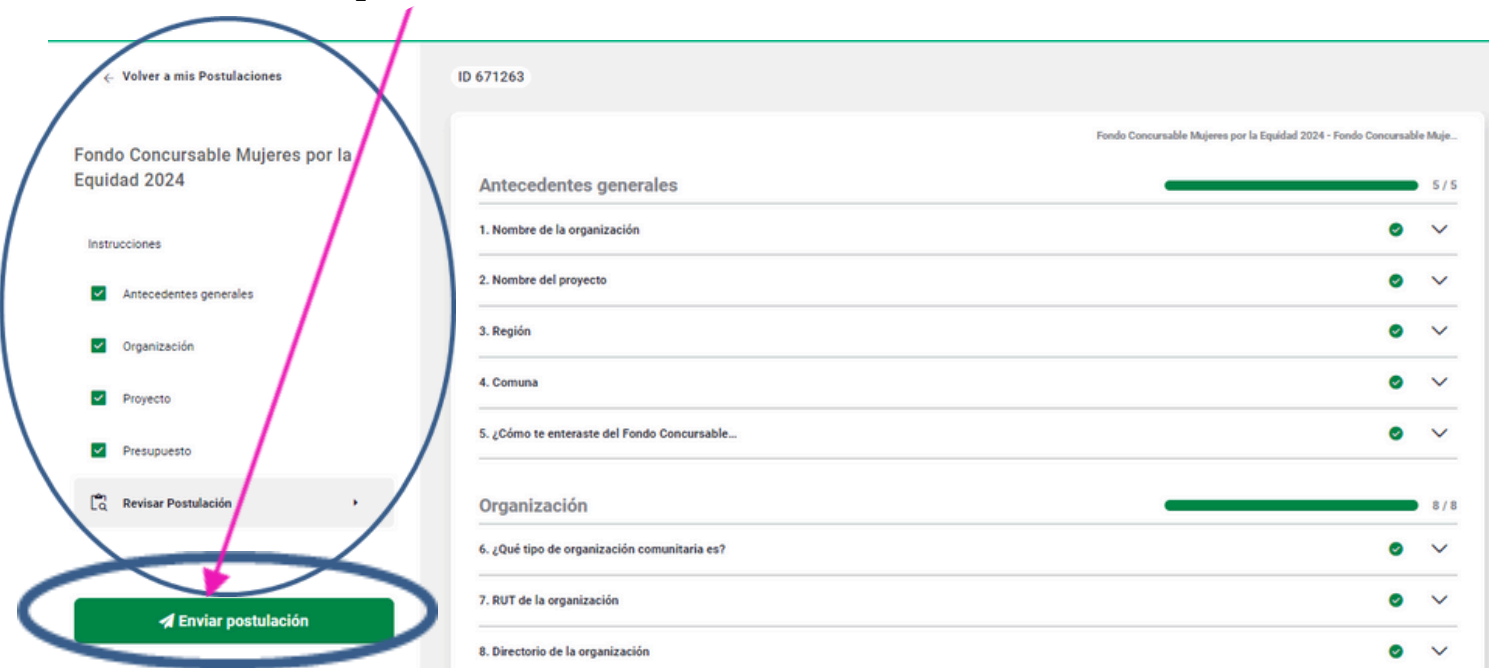 ← Volver a mis Postulaciones
Fondo Concursable Mujeres por la
Equidad 2024
Instrucciones
Antecedentes generales
Organización
Proyecto
Presupuesto
Revisar Postulación
Enviar postulación
ID 671263
Fondo Concursable Mujeres por la Equidad 2024 - Fondo Concursable Muje...
Antecedentes generales 5 / 5
1. Nombre de la organización
2. Nombre del proyecto
3. Región
4. Comuna
5. ¿Cómo te enteraste del Fondo Concursable...
Organización 8 / 8
6. ¿Qué tipo de organización comunitaria es?
7. RUT de la organización
8. Directorio de la organización